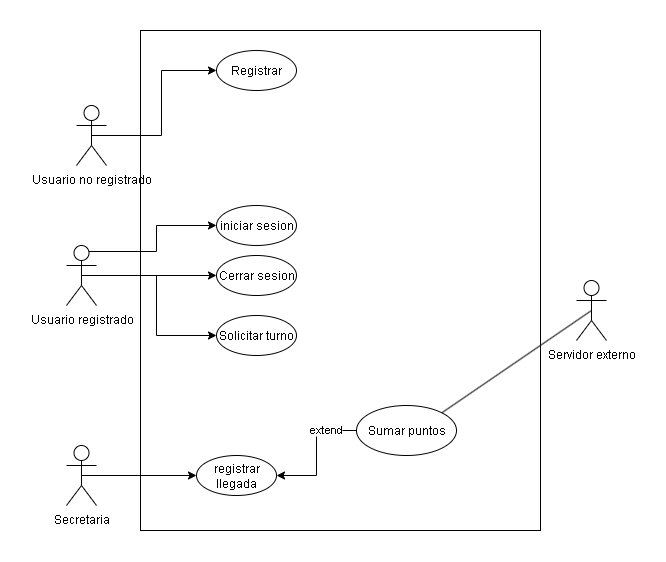 Registrar
Usuario no registrado
iniciar sesion
Cerrar sesion
Usuario registrado
Solicitar turno
Servidor externo
extend
Sumar puntos
registrar
llegada
Secretaria